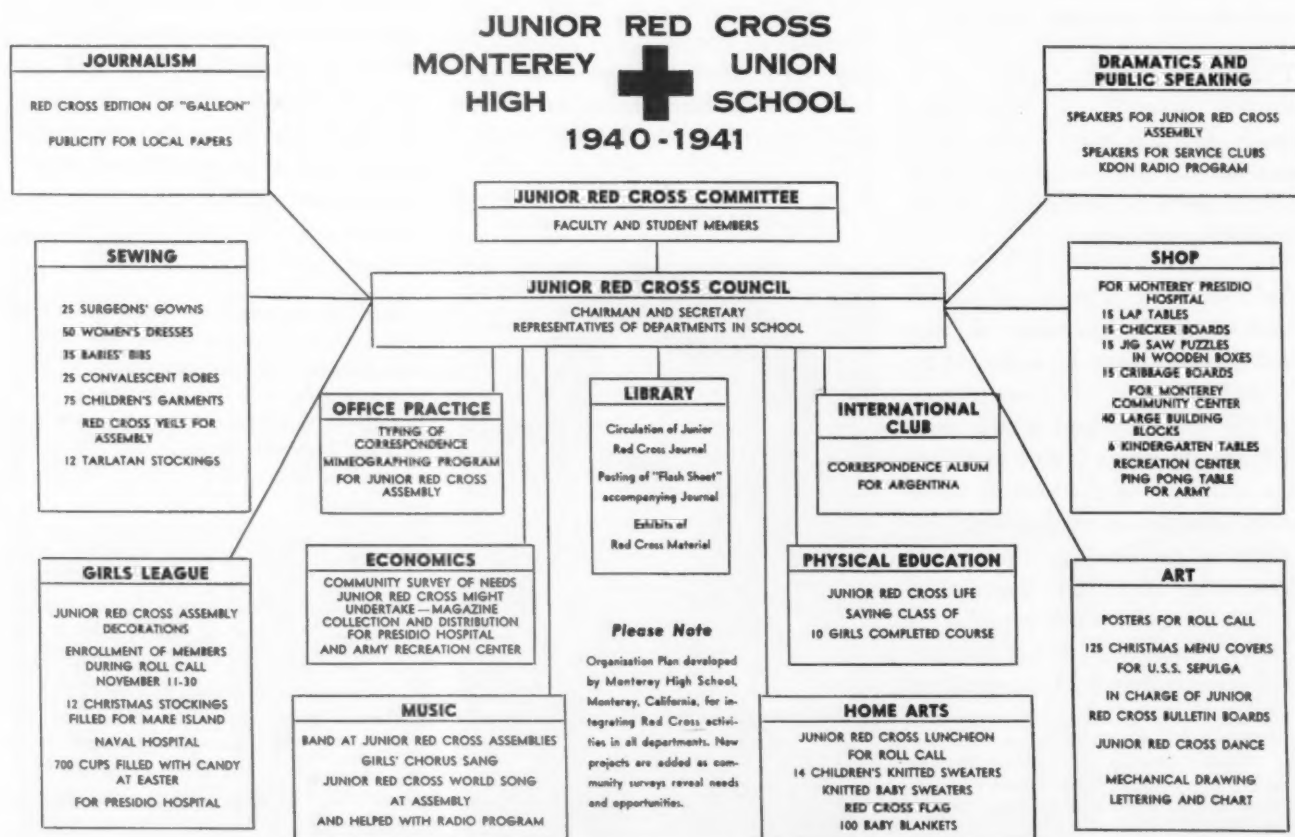 JUNIOR RED CROSS
MONTEREY UNION
HIGH SCHOOL
1940-1941
JOURNALISM
RED CROSS EDITION OF "GALLEON"
PUBLICITY FOR LOCAL PAPERS
DRAMATICS AND
PUBLIC SPEAKING
SPEAKERS FOR JUNIOR RED CROSS
ASSEMBLY
SPEAKERS FOR SERVICE CLUBS
KDON RADIO PROGRAM
JUNIOR RED CROSS COMMITTEE
FACULTY AND STUDENT MEMBERS
JUNIOR RED CROSS COUNCIL
CHAIRMAN AND SECRETARY
REPRESENTATIVES OF DEPARTMENTS IN SCHOOL
SEWING
25 SURGEONS' GOWNS
50 WOMEN'S DRESSES
35 BABIES' BIBS
25 CONVALESCENT ROBES
75 CHILDREN'S GARMENTS
RED CROSS VEILS FOR
ASSEMBLY
12 TARLATAN STOCKINGS
SHOP
FOR MONTEREY PRESIDIO
HOSPITAL
15 LAP TABLES
15 CHECKER BOARDS
15 JIG SAW PUZZLES
IN WOODEN BOXES
15 CRIBBAGE BOARDS
FOR MONTEREY
COMMUNITY CENTER
40 LARGE BUILDING
BLOCKS
6 KINDERGARTEN TABLES
RECREATION CENTER
PING PONG TABLE
FOR ARMY
OFFICE PRACTICE
TYPING OF
CORRESPONDENCE
MIMEOGRAPHING PROGRAM
FOR JUNIOR RED CROSS
ASSEMBLY
LIBRARY
Circulation of Junior
Red Cross Journal
Posting of "Flash Sheet"
accompanying Journal
Exhibits of
Red Cross Material
INTERNATIONAL
CLUB
CORRESPONDENCE ALBUM
FOR ARGENTINA
GIRLS LEAGUE
JUNIOR RED CROSS ASSEMBLY
DECORATIONS
ENROLLMENT OF MEMBERS
DURING ROLL CALL
NOVEMBER 11-30
12 CHRISTMAS STOCKINGS
FILLED FOR MARE ISLAND
NAVAL HOSPITAL
700 CUPS FILLED WITH CANDY
AT EASTER
FOR PRESIDIO HOSPITAL
ECONOMICS
COMMUNITY SURVEY OF NEEDS
JUNIOR RED CROSS MIGHT
UNDERTAKE — MAGAZINE
COLLECTION AND DISTRIBUTION
FOR PRESIDIO HOSPITAL
AND ARMY RECREATION CENTER
PHYSICAL EDUCATION
JUNIOR RED CROSS LIFE
SAVING CLASS OF
10 GIRLS COMPLETED COURSE
ART
POSTERS FOR ROLL CALL
125 CHRISTMAS MENU COVERS
FOR U.S.S. SEPULGA
IN CHARGE OF JUNIOR
RED CROSS BULLETIN BOARDS
JUNIOR RED CROSS DANCE
MECHANICAL DRAWING
LETTERING AND CHART
MUSIC
BAND AT JUNIOR RED CROSS ASSEMBLIES
GIRLS' CHORUS SANG
JUNIOR RED CROSS WORLD SONG
AT ASSEMBLY
AND HELPED WITH RADIO PROGRAM
Please Note
Organization Plan developed
by Monterey High School,
Monterey, California, for in-
tegrating Red Cross activi-
ties in all departments. New
projects are added as com-
munity surveys reveal needs
and opportunities.
HOME ARTS
JUNIOR RED CROSS LUNCHEON
FOR ROLL CALL
14 CHILDREN'S KNITTED SWEATERS
KNITTED BABY SWEATERS
RED CROSS FLAG
100 BABY BLANKETS